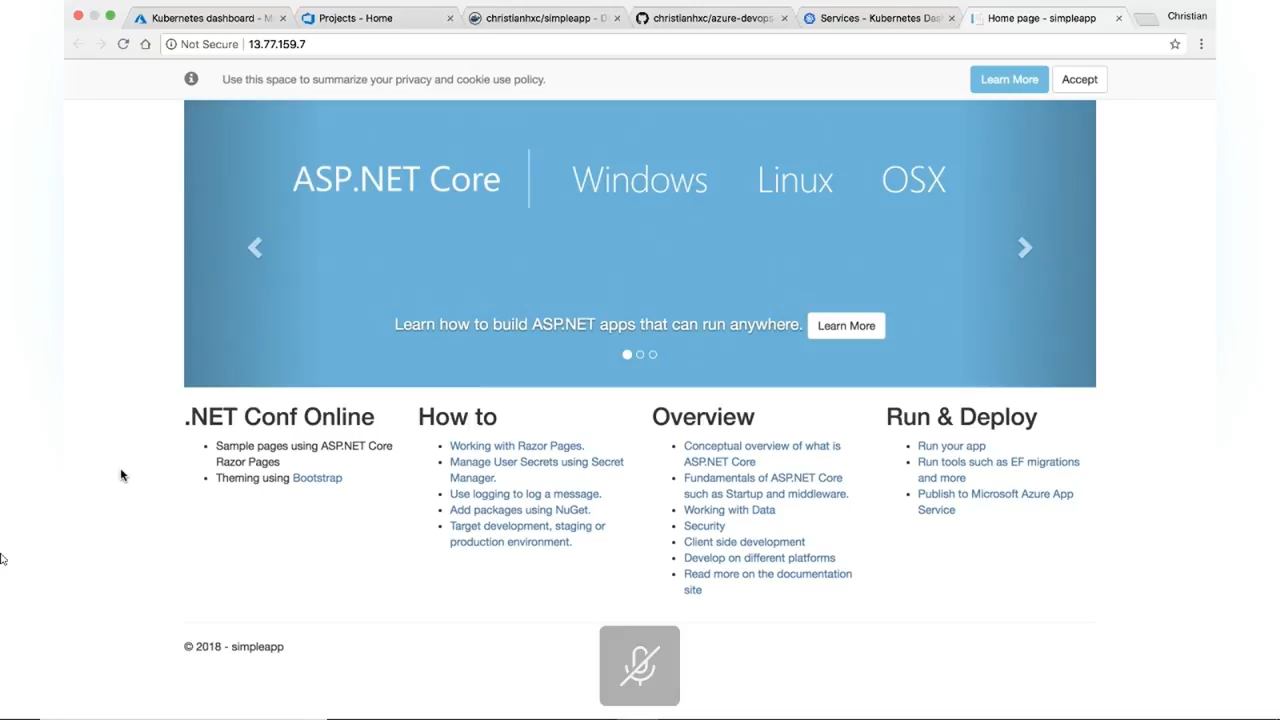 Kubernetes dashboard - M
Projects - Home
christianhxc/simpleapp - D
christianhxc/azure-devops
Services - Kubernetes Das
Home page - simpleapp
Christian
Not Secure
13.77.159.7
Use this space to summarize your privacy and cookie use policy.
Learn More
Accept
ASP.NET Core
Windows
Linux
OSX
Learn how to build ASP.NET apps that can run anywhere.
Learn More
.NET Conf Online
Sample pages using ASP.NET Core
Razor Pages
Theming using Bootstrap
How to
Working with Razor Pages.
Manage User Secrets using Secret
Manager.
Use logging to log a message.
Add packages using NuGet.
Target development, staging or
production environment.
Overview
Conceptual overview of what is
ASP.NET Core
Fundamentals of ASP.NET Core
such as Startup and middleware.
Working with Data
Security
Client side development
Develop on different platforms
Read more on the documentation
site
Run & Deploy
Run your app
Run tools such as EF migrations
and more
Publish to Microsoft Azure App
Service
© 2018 - simpleapp